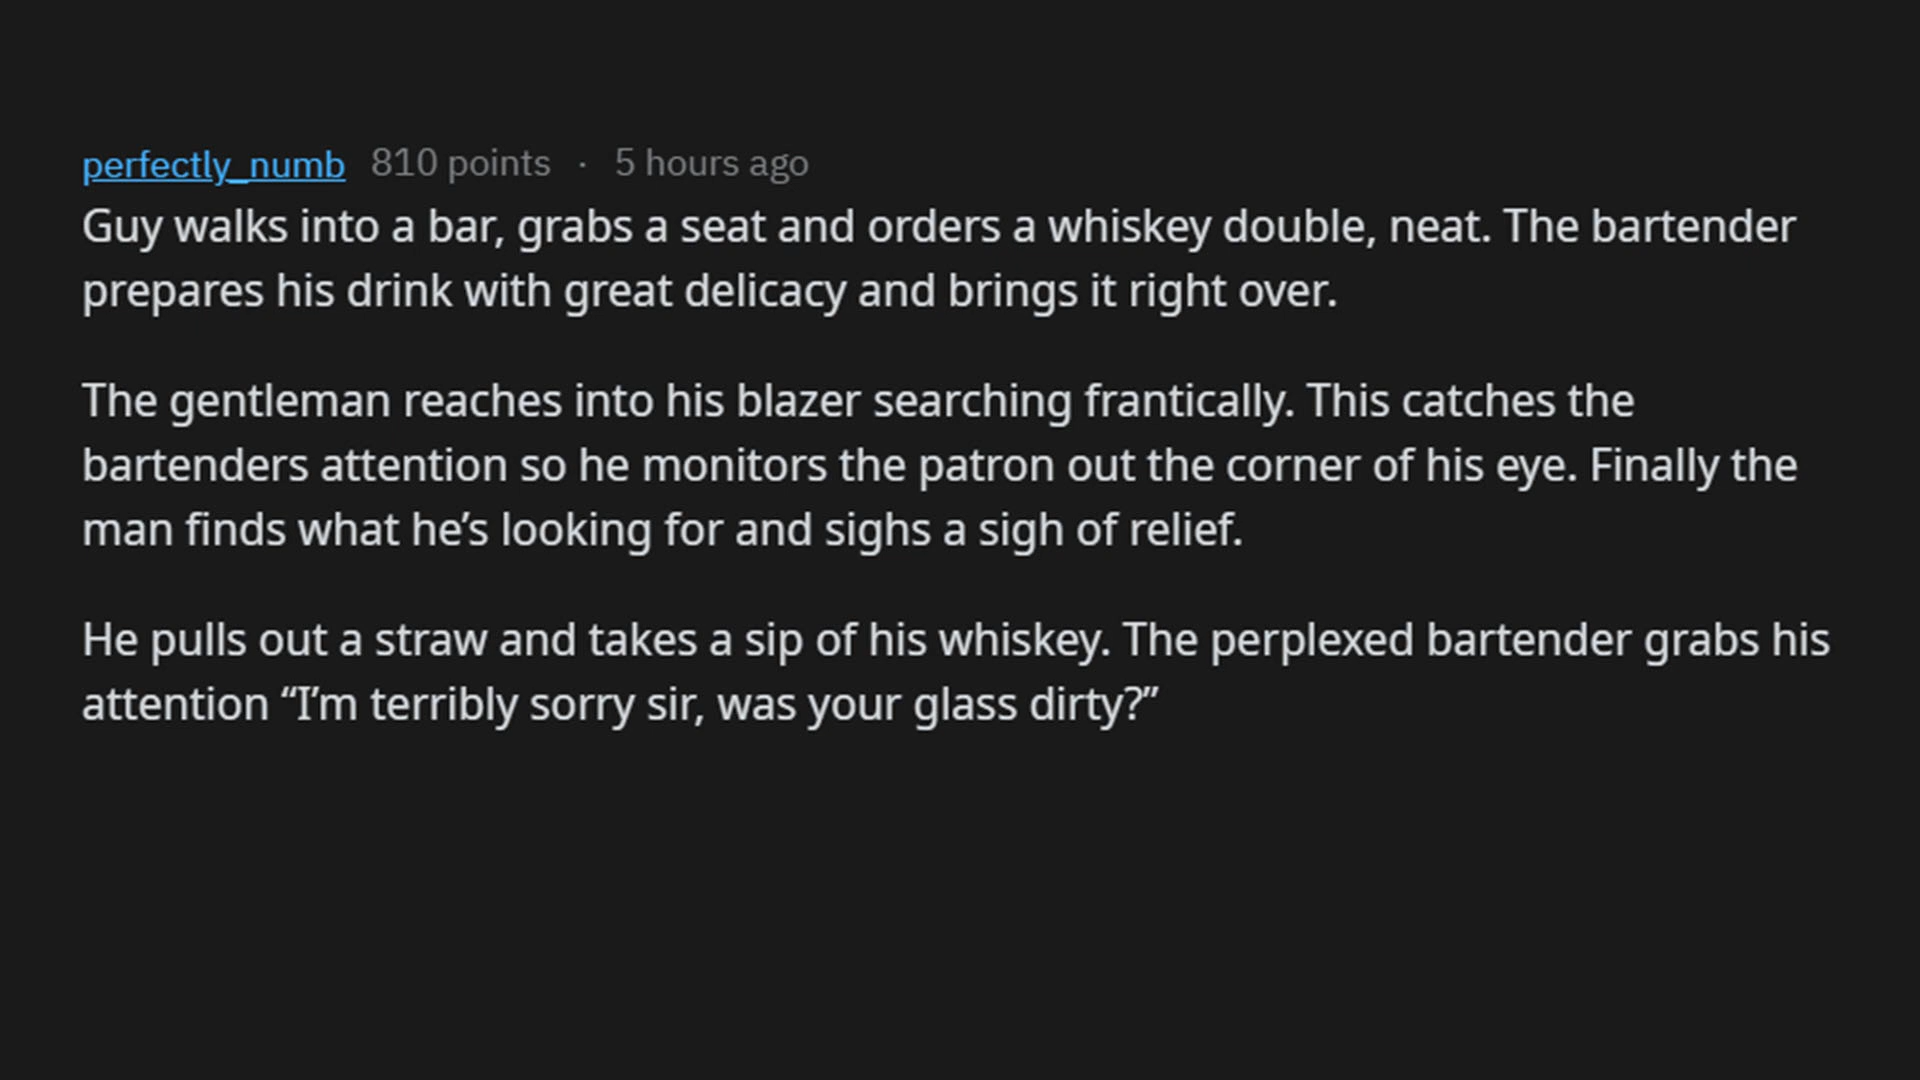 perfectly_numb 810 points · 5 hours ago
Guy walks into a bar, grabs a seat and orders a whiskey double, neat. The bartender
prepares his drink with great delicacy and brings it right over.
The gentleman reaches into his blazer searching frantically. This catches the
bartenders attention so he monitors the patron out the corner of his eye. Finally the
man finds what he’s looking for and sighs a sigh of relief.
He pulls out a straw and takes a sip of his whiskey. The perplexed bartender grabs his
attention “I’m terribly sorry sir, was your glass dirty?”